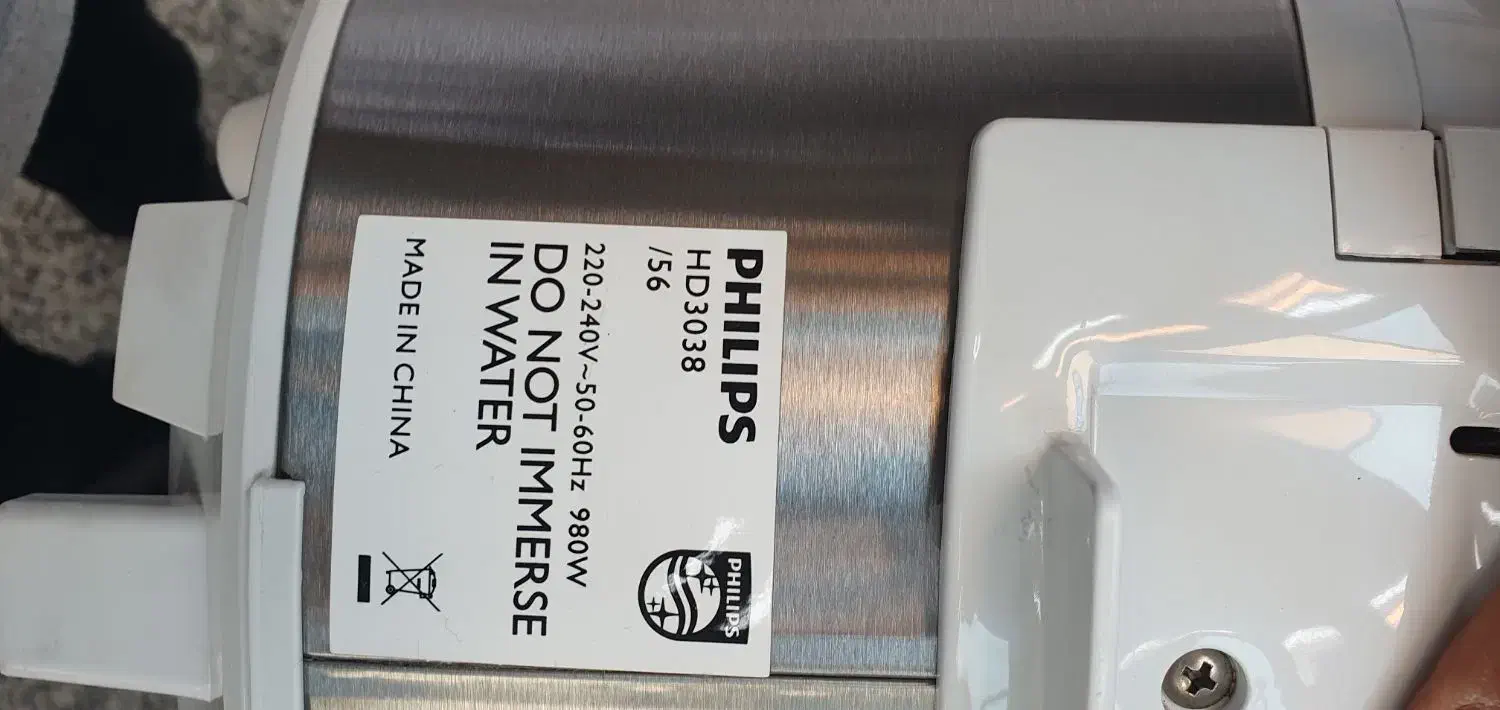 PHILIPS
HD3038
/56
220-240V~50-60Hz 980W
DO NOT IMMERSE
IN WATER
MADE IN CHINA
PHILIPS